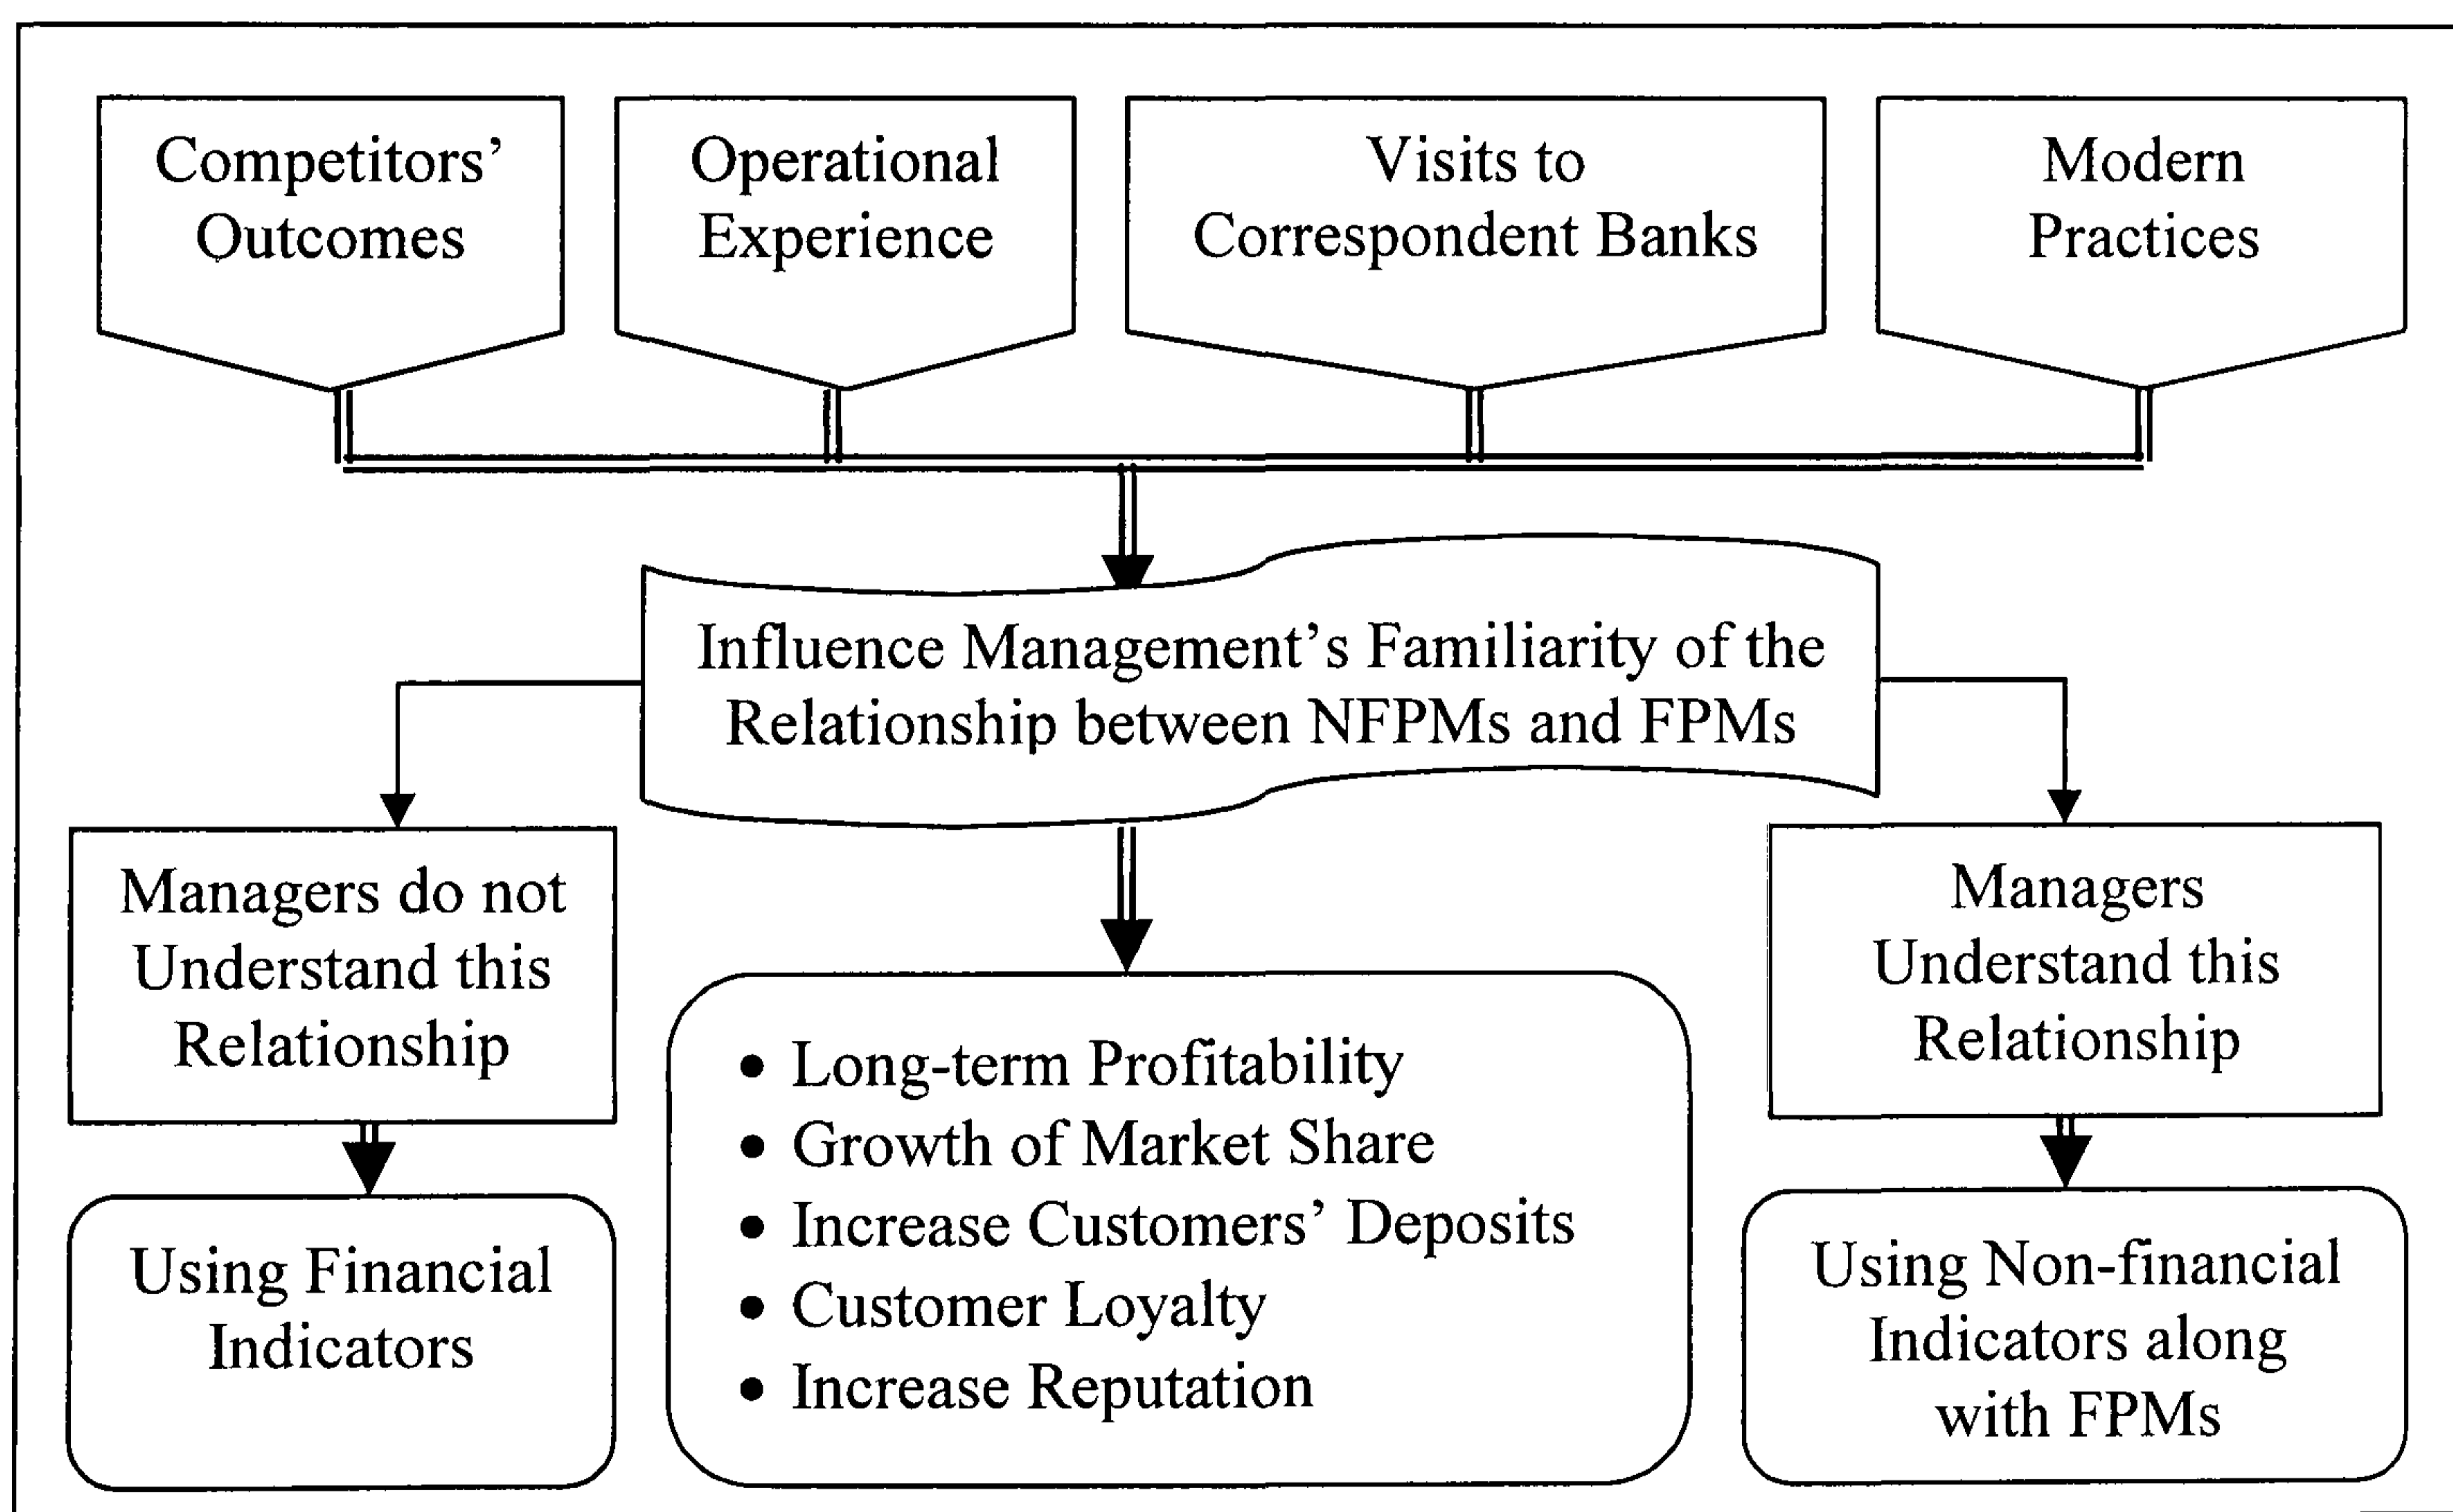 Competitors’
Outcomes
Operational
Experience
Visits to
Correspondent Banks
Modern
Practices
Influence Management’s Familiarity of the
Relationship between NFPMs and FPMs
Managers do not
Understand this
Relationship
Managers
Understand this
Relationship
• Long-term Profitability
• Growth of Market Share
• Increase Customers’ Deposits
• Customer Loyalty
• Increase Reputation
Using Financial
Indicators
Using Non-financial
Indicators along
with FPMs